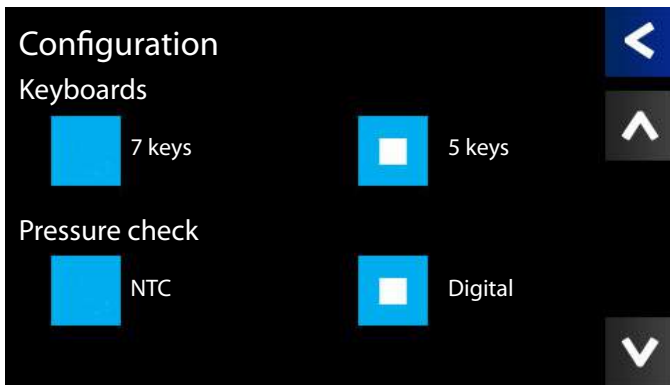 Configuration
Keyboards
7 keys 5 keys
Pressure check
NTC Digital